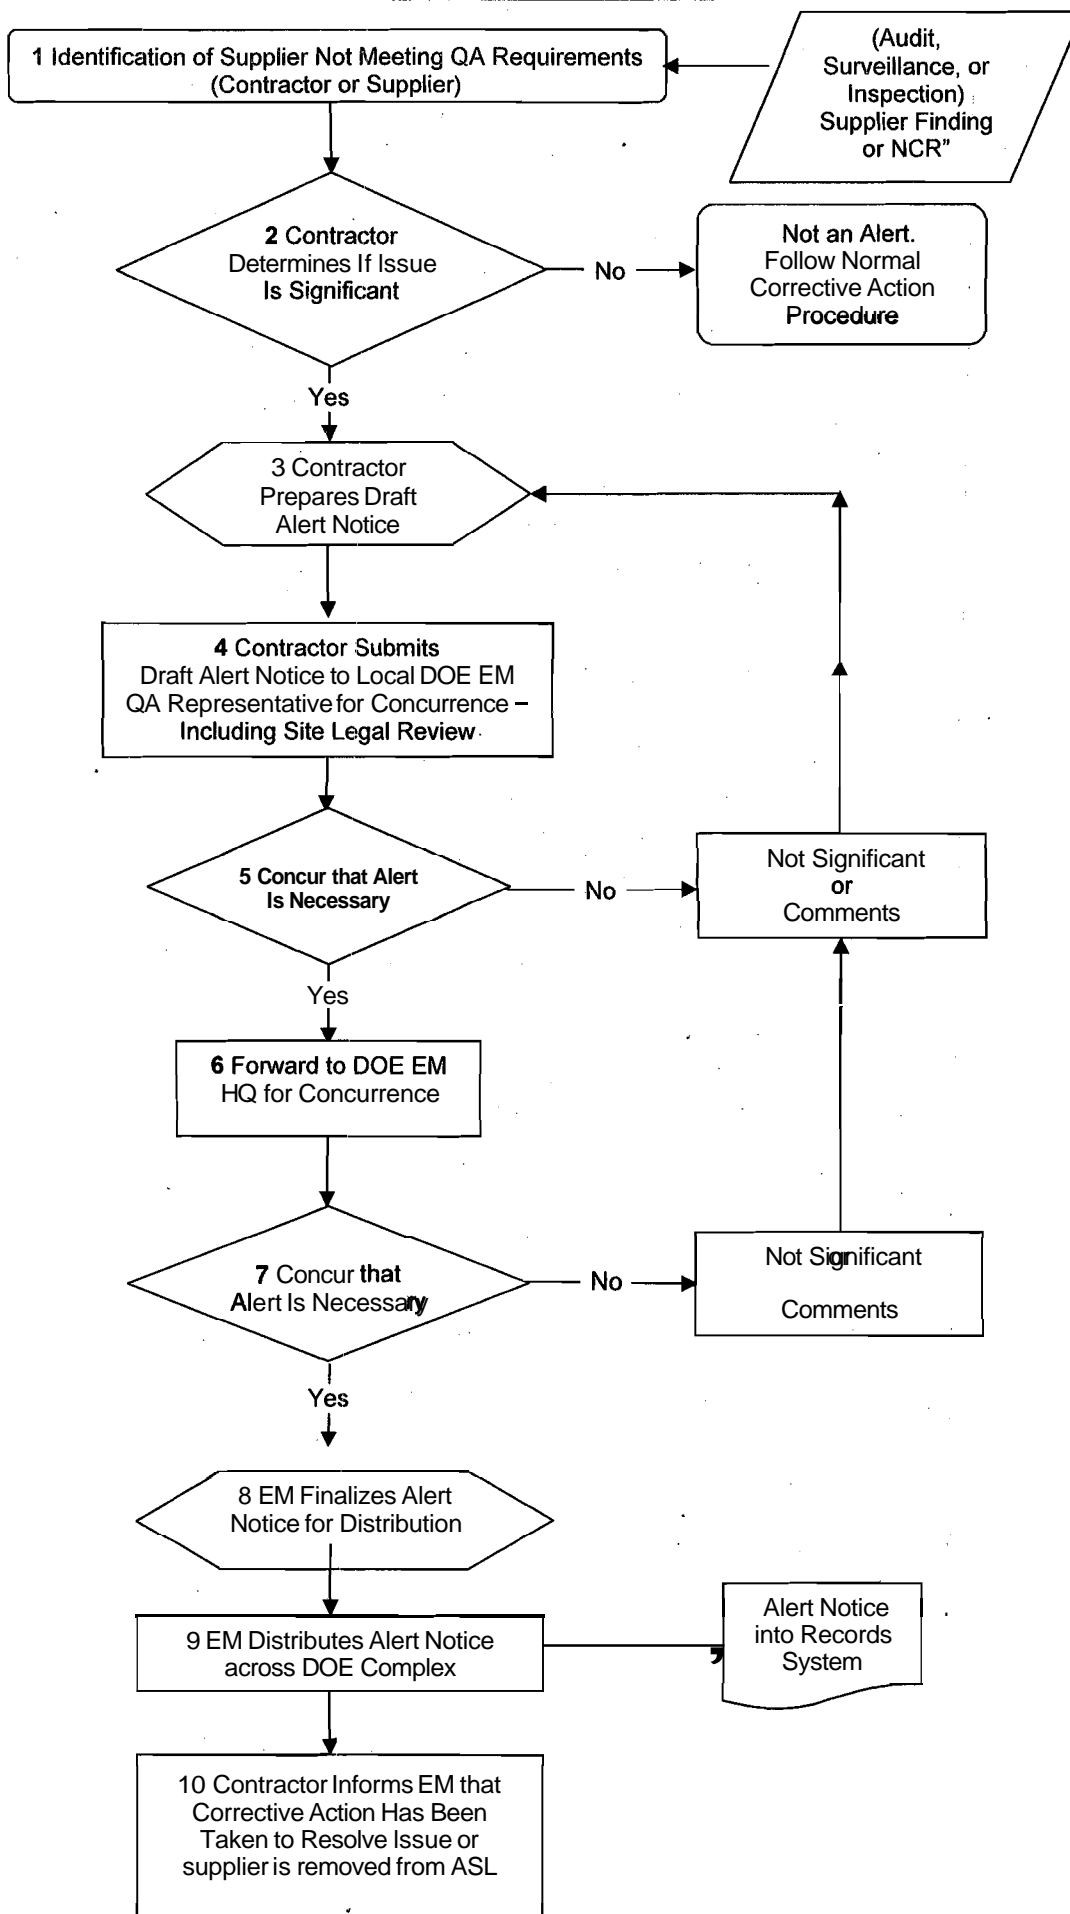 1 Identification of Supplier Not Meeting QA Requirements
(Contractor or Supplier)
(Audit,
Surveillance, or
Inspection)
Supplier Finding
or NCR"
2 Contractor
Determines If Issue
Is Significant
No
Not an Alert.
Follow Normal
Corrective Action
Procedure
Yes
3 Contractor
Prepares Draft
Alert Notice
4 Contractor Submits
Draft Alert Notice to Local DOE EM
QA Representative for Concurrence –
Including Site Legal Review
5 Concur that Alert
Is Necessary
No
Not Significant
or
Comments
Yes
6 Forward to DOE EM
HQ for Concurrence
7 Concur that
Alert Is Necessary
No
Not Significant
or
Comments
Yes
8 EM Finalizes Alert
Notice for Distribution
9 EM Distributes Alert Notice
across DOE Complex
Alert Notice
into Records
System
10 Contractor Informs EM that
Corrective Action Has Been
Taken to Resolve Issue or
supplier is removed from ASL